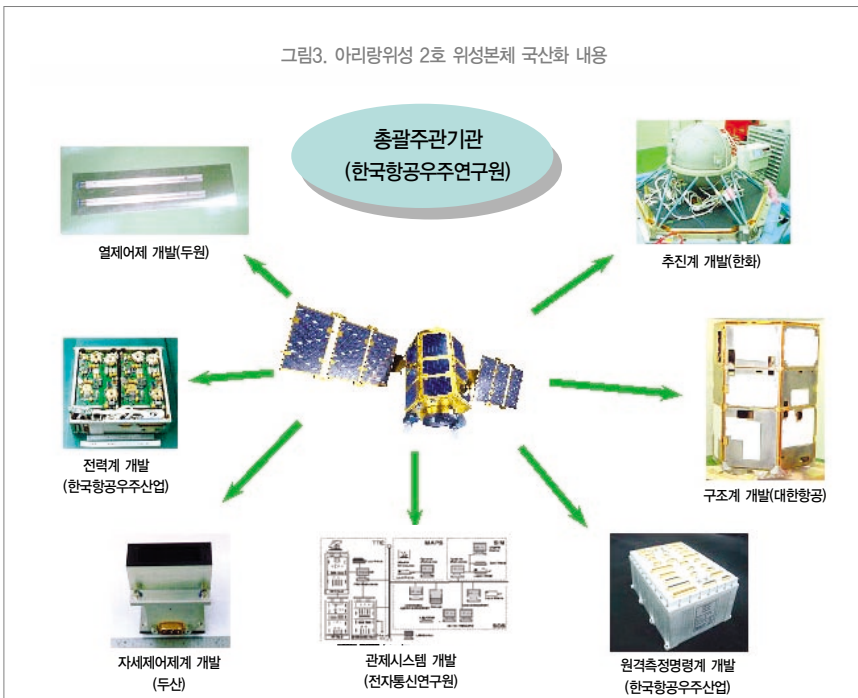 그림3. 아리랑위성 2호 위성본체 국산화 내용
총괄주관기관
(한국항공우주연구원)
열제어제 개발(두원)
추진계 개발(한화)
전력계 개발
(한국항공우주산업)
구조계 개발(대한항공)
자세제어제계 개발
(두산)
TTE
MAPS
SIM
SOS
관제시스템 개발
(전자통신연구원)
원격측정명령계 개발
(한국항공우주산업)